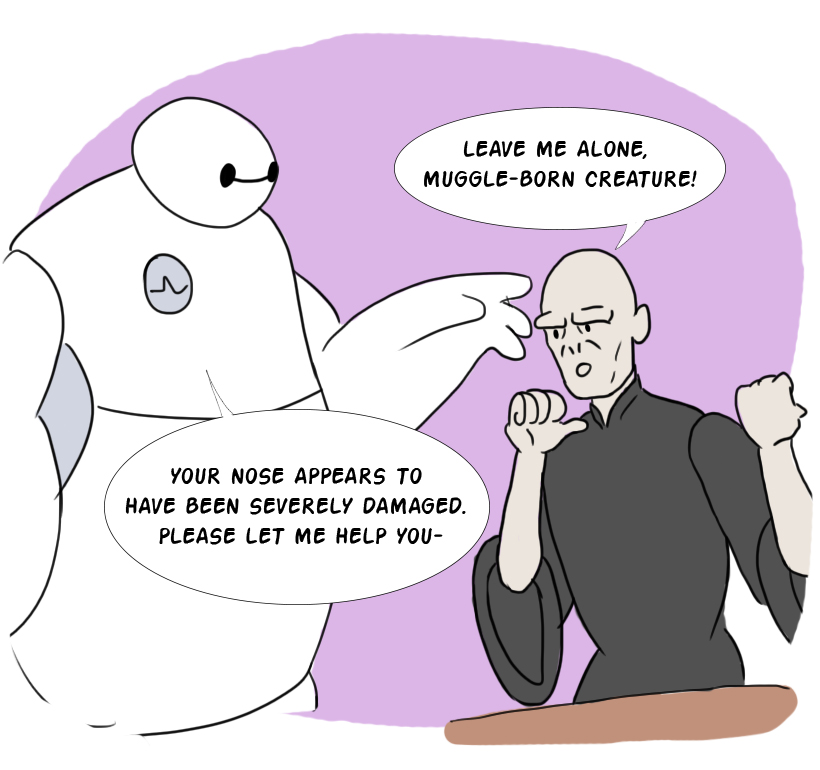 LEAVE ME ALONE,
MUGGLE-BORN CREATURE!
YOUR NOSE APPEARS TO
HAVE BEEN SEVERELY DAMAGED.
PLEASE LET ME HELP YOU-